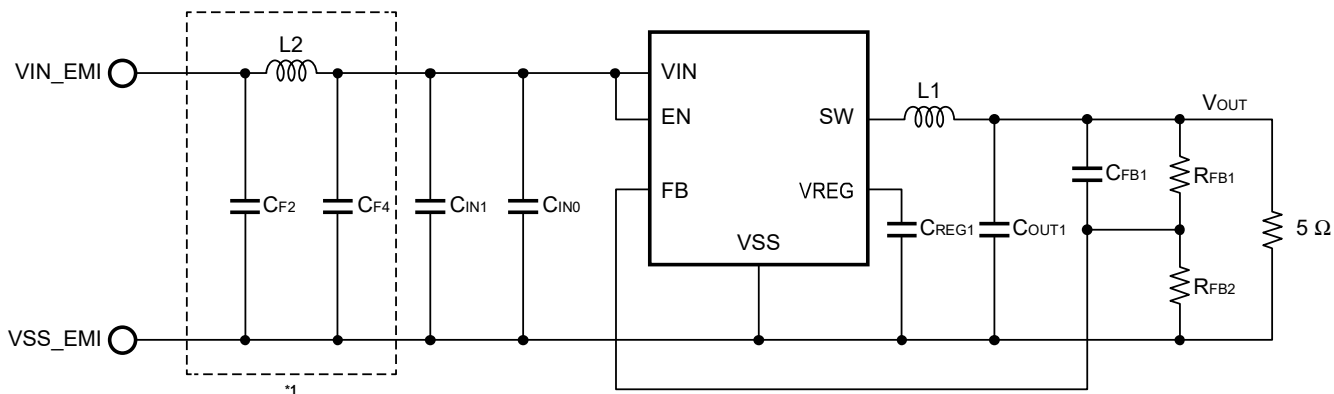 L2
VIN_EMI
VIN
L1
VOUT
EN
SW
CFB1
RFB1
FB
VREG
CF2
CF4
CIN1
CIN0
CREG1
COUT1
5 Ω
VSS
RFB2
VSS_EMI
*1